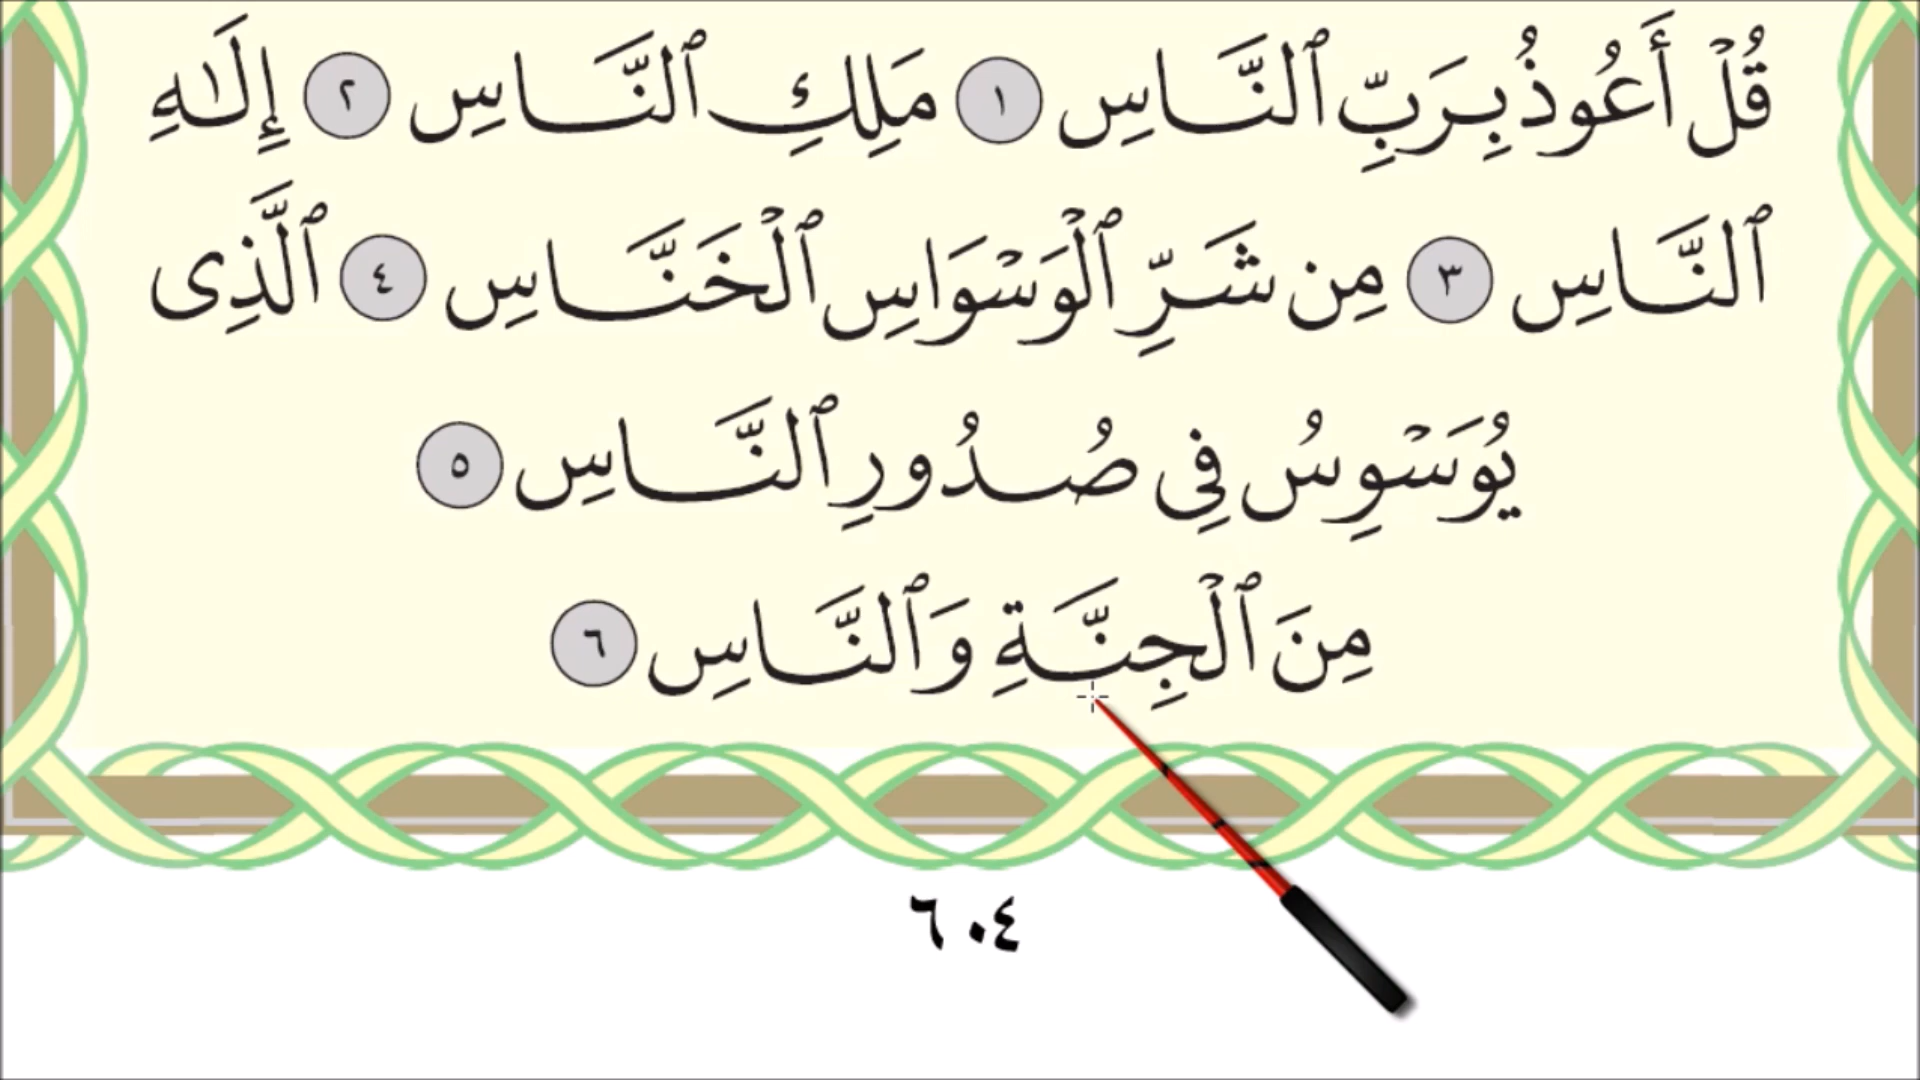 قُلْ أَعُوذُ بِرَبِّ ٱلنَّاسِ ١ مَلِكِ ٱلنَّاسِ ٢ إِلَٰهِ
ٱلنَّاسِ ٣ مِن شَرِّ ٱلْوَسْوَاسِ ٱلْخَنَّاسِ ٤ ٱلَّذِى
يُوَسْوِسُ فِى صُدُورِ ٱلنَّاسِ ٥
مِنَ ٱلْجِنَّةِ وَٱلنَّاسِ ٦
٦٠٤